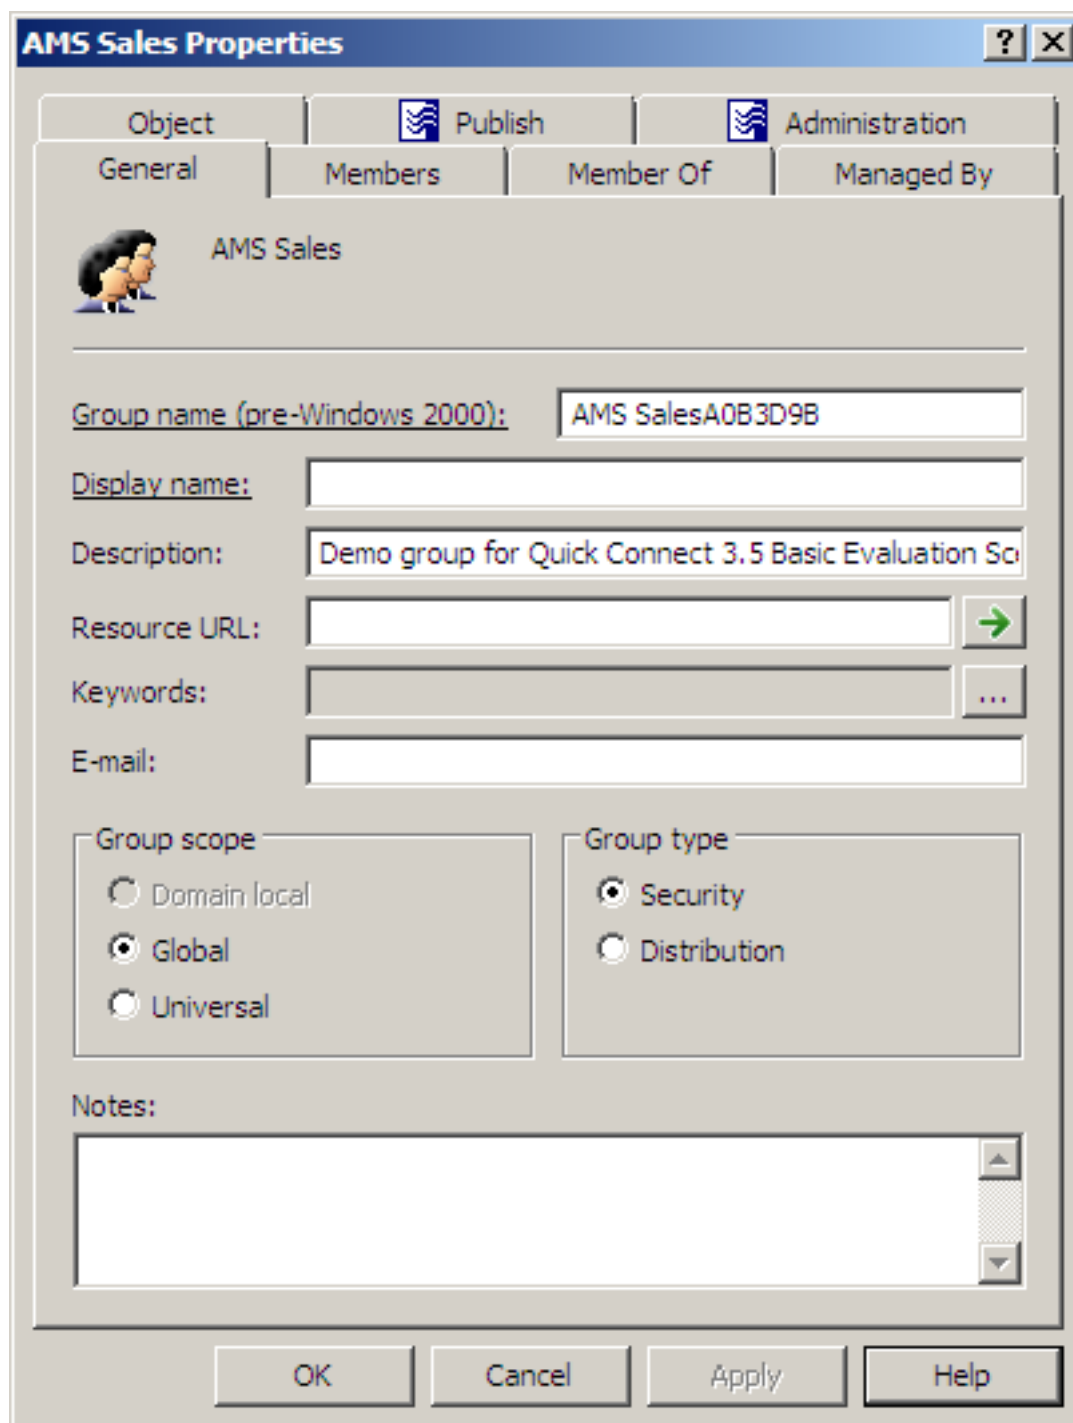 AMS Sales Properties
Object Publish Administration
General Members Member Of Managed By
AMS Sales
Group name (pre-Windows 2000): AMS SalesA0B3D9B
Display name:
Description: Demo group for Quick Connect 3.5 Basic Evaluation Sc
Resource URL:
Keywords: ...
E-mail:
Group scope Group type
Domain local Security
Global Distribution
Universal
Notes:
OK Cancel Apply Help